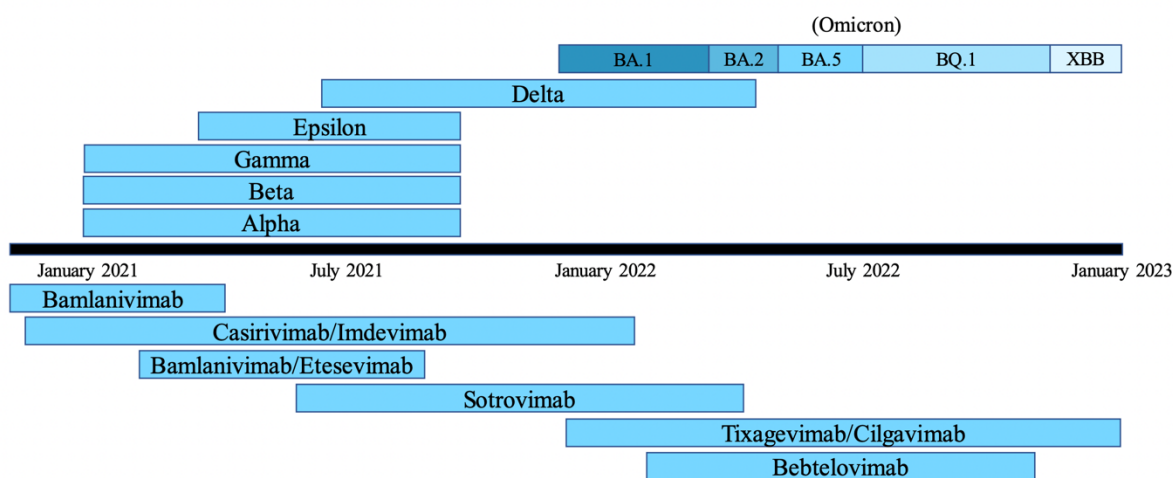 (Omicron)
BA.1 BA.2 BA.5 BQ.1 XBB
Delta
Epsilon
Gamma
Beta
Alpha
January 2021 July 2021 January 2022 July 2022 January 2023
Bamlanivimab
Casirivimab/Imdevimab
Bamlanivimab/Etesevimab
Sotrovimab
Tixagevimab/Cilgavimab
Bebtelovimab